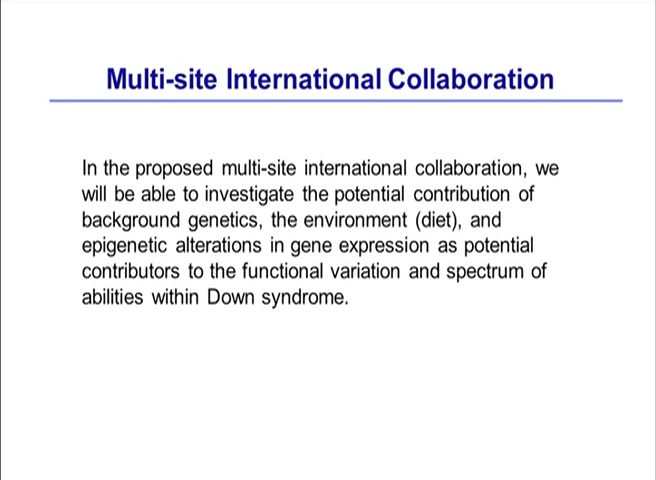 Multi-site International Collaboration
In the proposed multi-site international collaboration, we
will be able to investigate the potential contribution of
background genetics, the environment (diet), and
epigenetic alterations in gene expression as potential
contributors to the functional variation and spectrum of
abilities within Down syndrome.